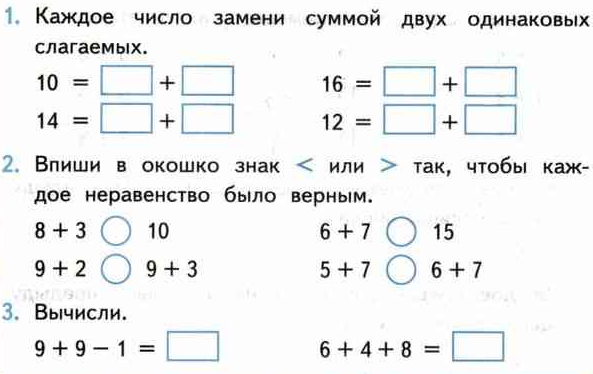 1. Каждое число замени суммой двух одинаковых
слагаемых.
10 = □ + □ 16 = □ + □
14 = □ + □ 12 = □ + □
2. Впиши в окошко знак < или > так, чтобы каж-
дое неравенство было верным.
8 + 3 ○ 10 6 + 7 ○ 15
9 + 2 ○ 9 + 3 5 + 7 ○ 6 + 7
3. Вычисли.
9 + 9 − 1 = □ 6 + 4 + 8 = □